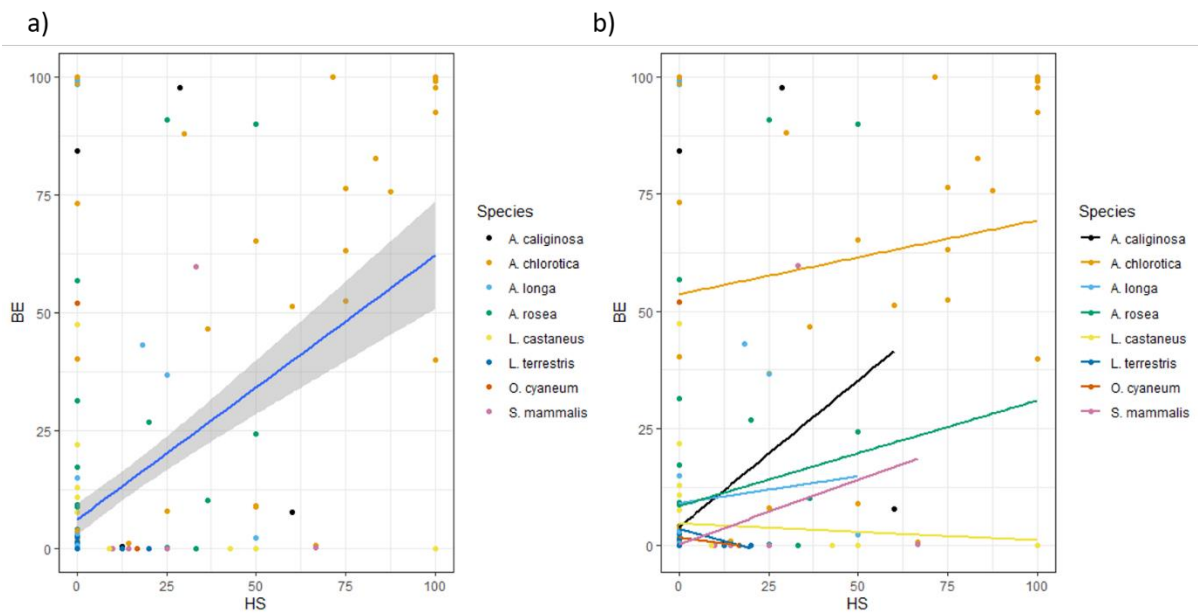 a)
100
75
50
25
0
BE
0 25 50 75 100
HS
Species
A. caliginosa
A. chlorotica
A. longa
A. rosea
L. castaneus
L. terrestris
O. cyaneum
S. mammalis
b)
100
75
50
25
0
BE
0 25 50 75 100
HS
Species
A. caliginosa
A. chlorotica
A. longa
A. rosea
L. castaneus
L. terrestris
O. cyaneum
S. mammalis